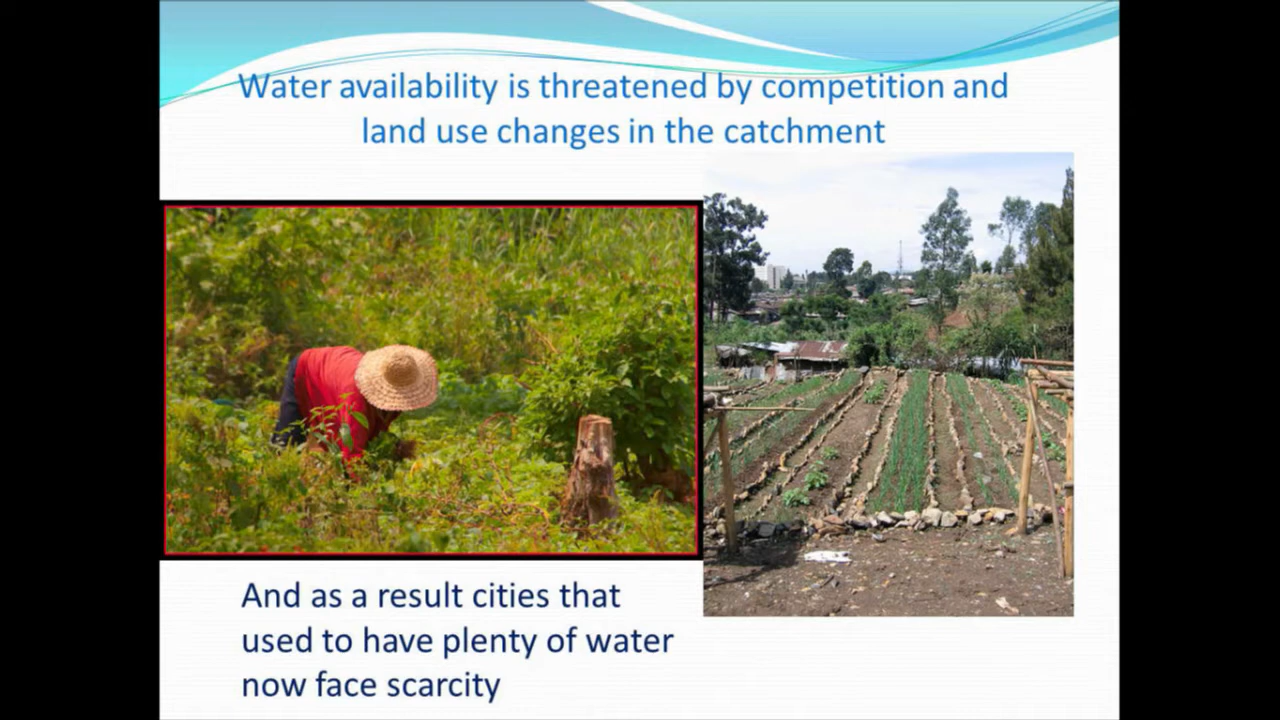 Water availability is threatened by competition and
land use changes in the catchment
And as a result cities that
used to have plenty of water
now face scarcity